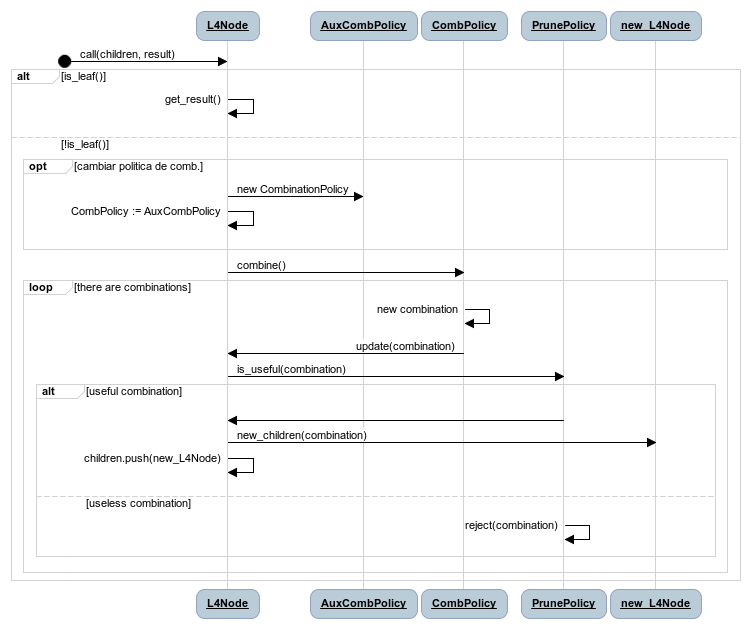 L4Node AuxCombPolicy CombPolicy PrunePolicy new_L4Node
call(children, result)
alt [is_leaf()]
get_result()
[!is_leaf()]
opt [cambiar politica de comb.]
new CombinationPolicy
CombPolicy := AuxCombPolicy
combine()
loop [there are combinations]
new combination
update(combination)
is_useful(combination)
alt [useful combination]
new_children(combination)
children.push(new_L4Node)
[useless combination]
reject(combination)
L4Node AuxCombPolicy CombPolicy PrunePolicy new_L4Node